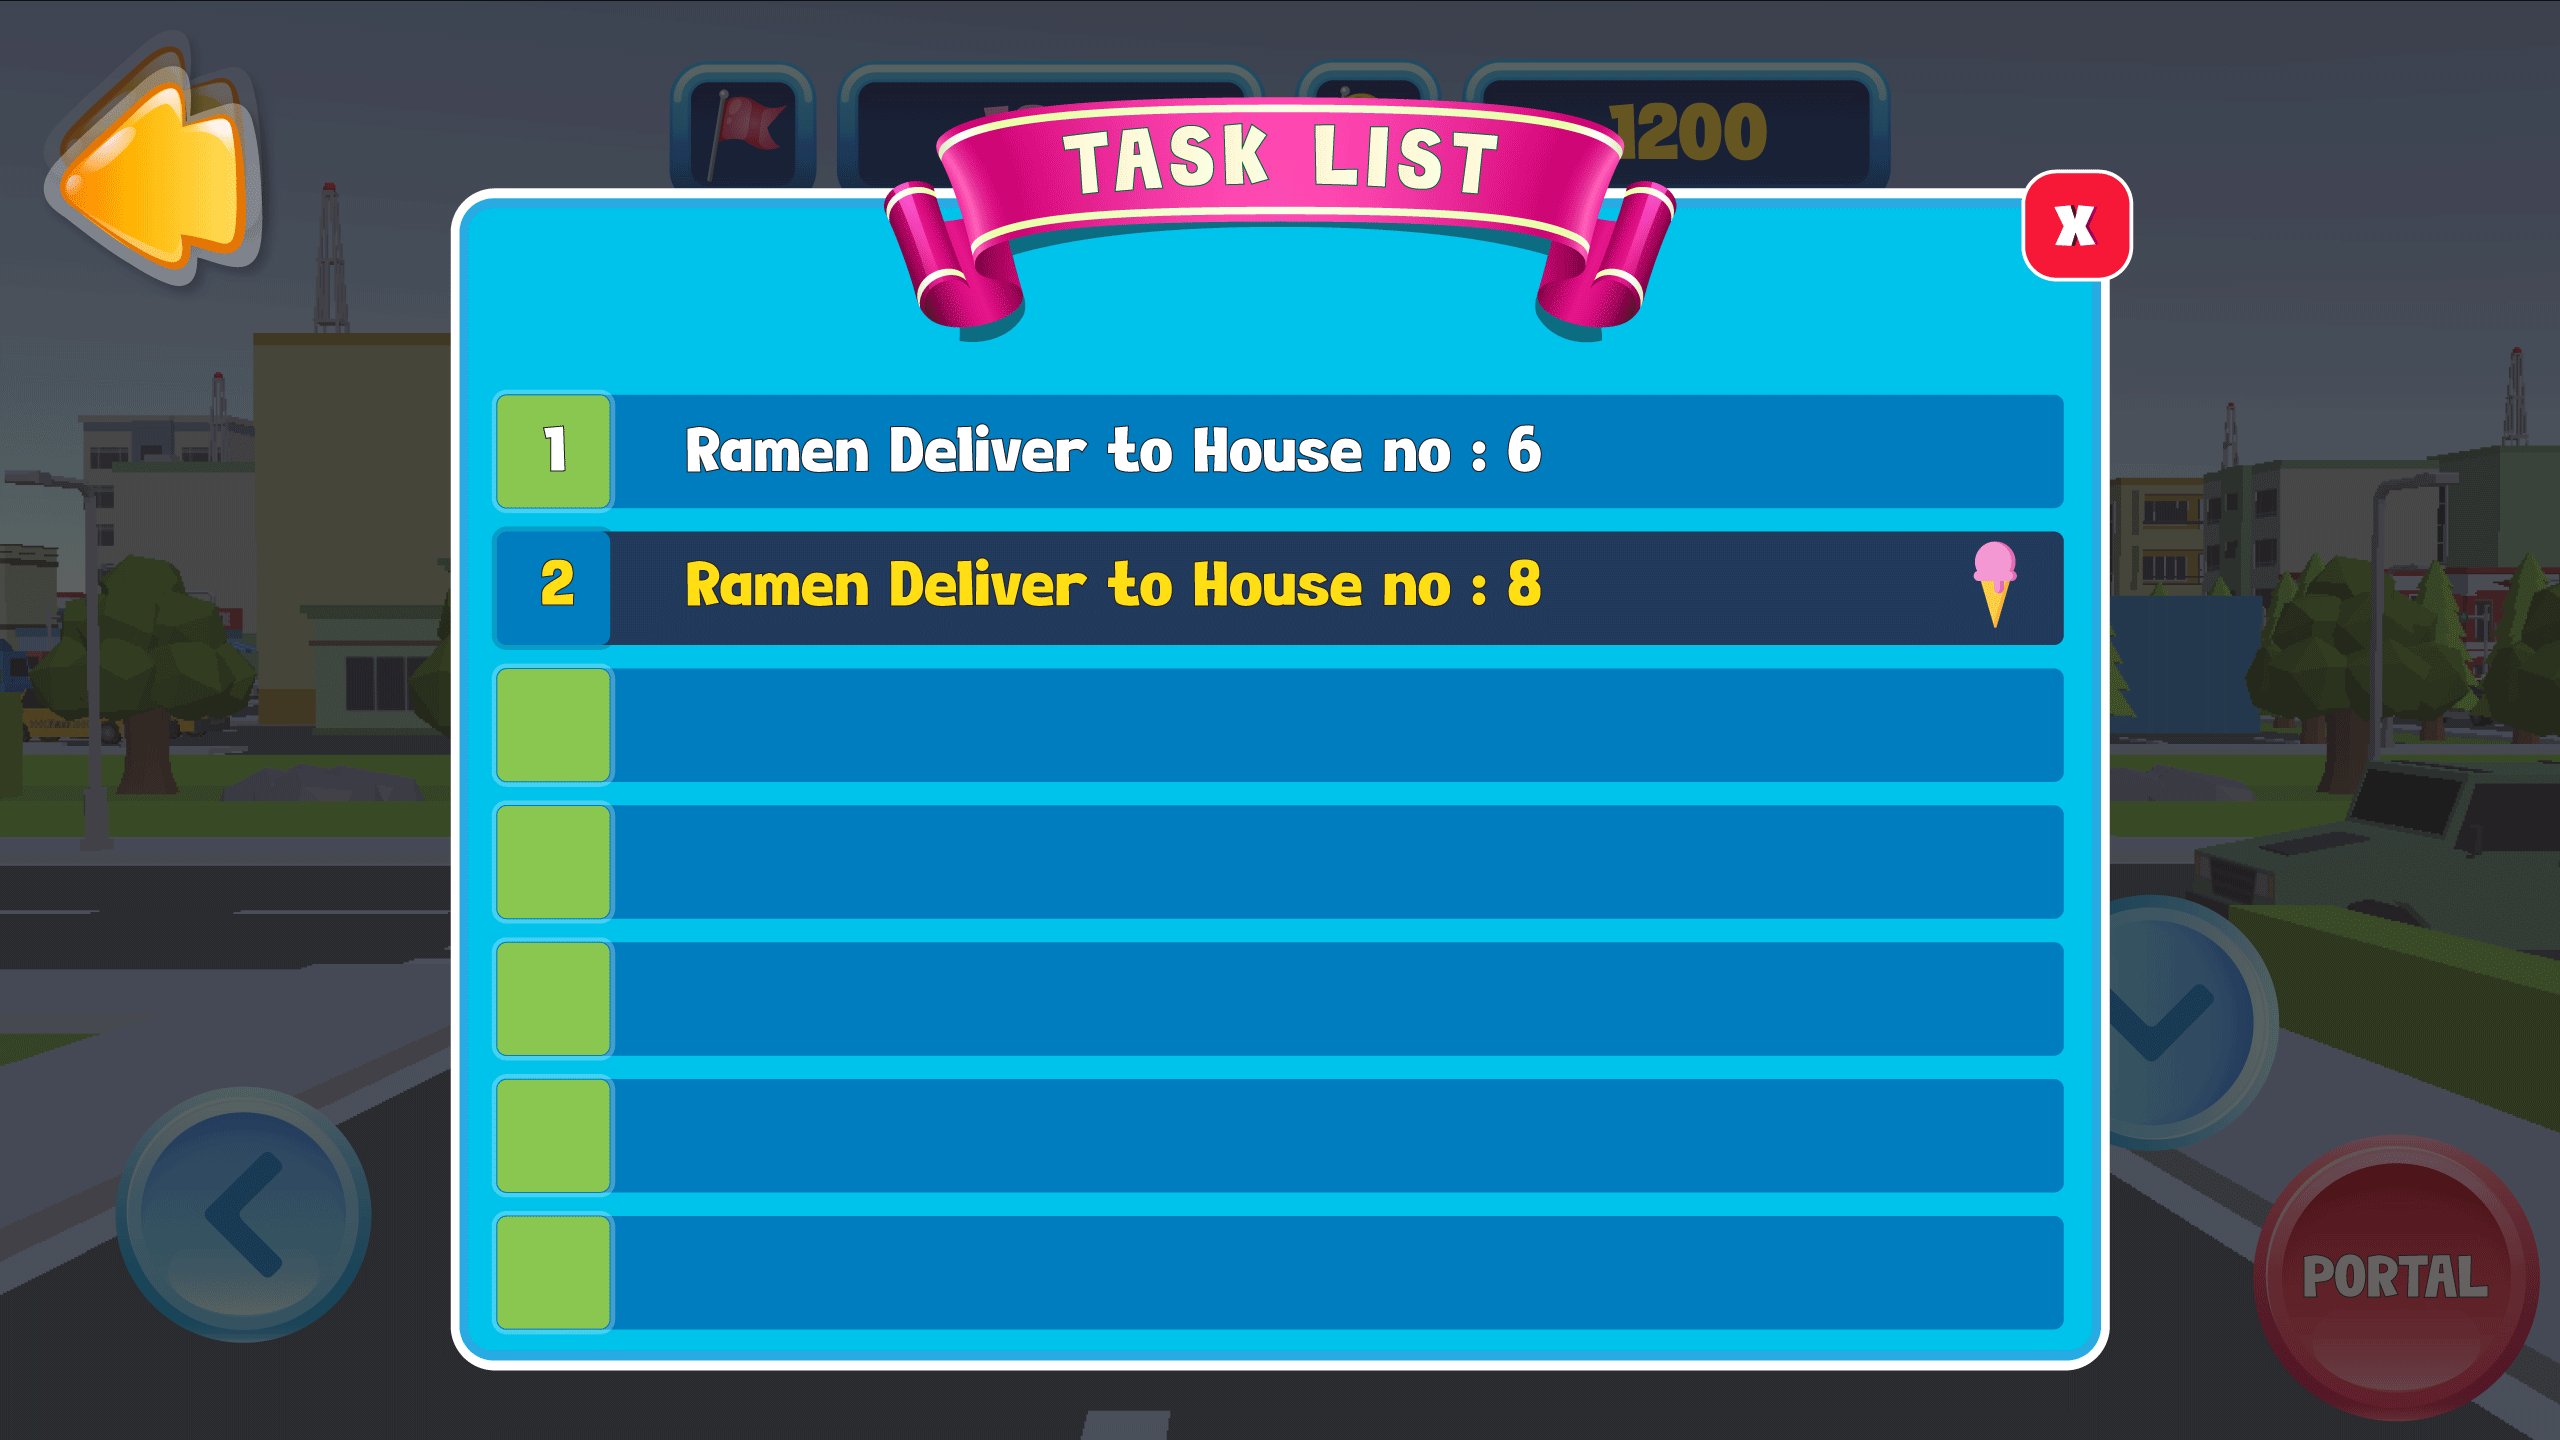 1200
TASK LIST
X
1 Ramen Deliver to House no : 6
2 Ramen Deliver to House no : 8
PORTAL